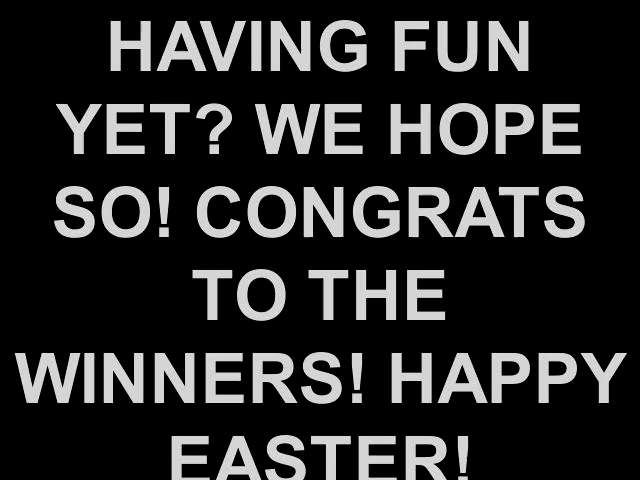 HAVING FUN
YET? WE HOPE
SO! CONGRATS
TO THE
WINNERS! HAPPY
EASTER!